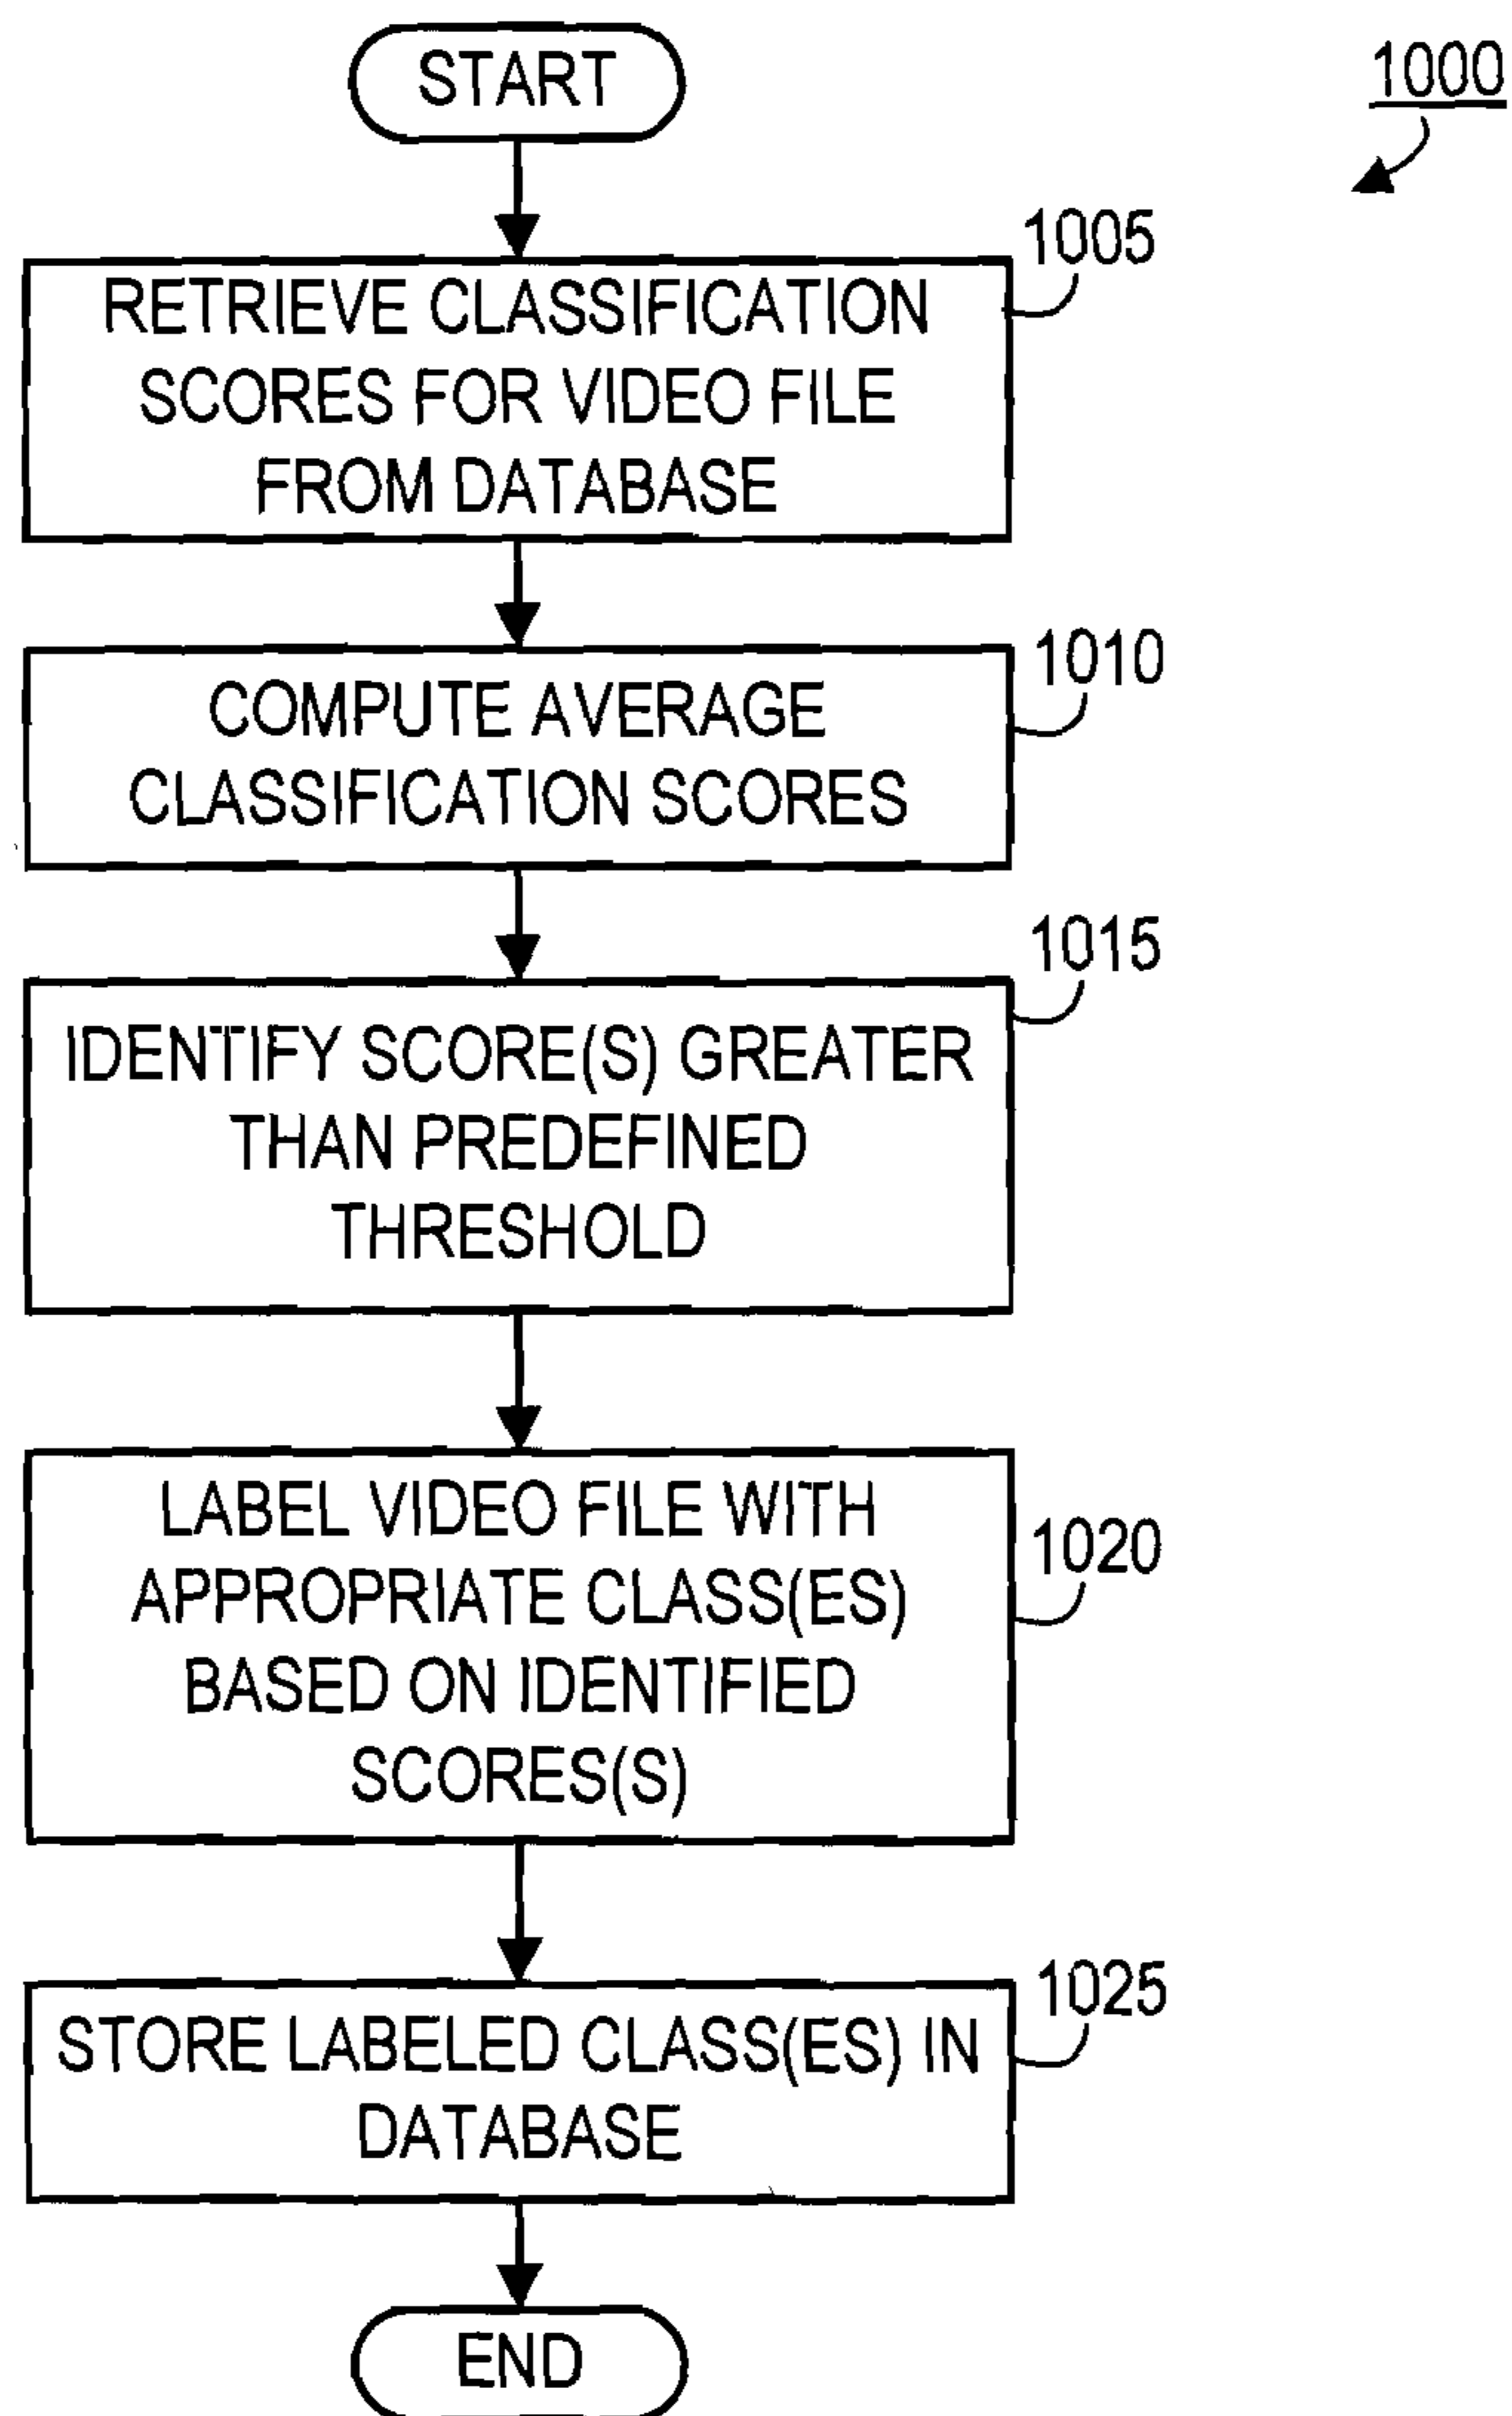 START
1000
1005
RETRIEVE CLASSIFICATION
SCORES FOR VIDEO FILE
FROM DATABASE
1010
COMPUTE AVERAGE
CLASSIFICATION SCORES
1015
IDENTIFY SCORE(S) GREATER
THAN PREDEFINED
THRESHOLD
LABEL VIDEO FILE WITH
1020
APPROPRIATE CLASS(ES)
BASED ON IDENTIFIED
SCORES(S)
1025
STORE LABELED CLASS(ES) IN
DATABASE
END